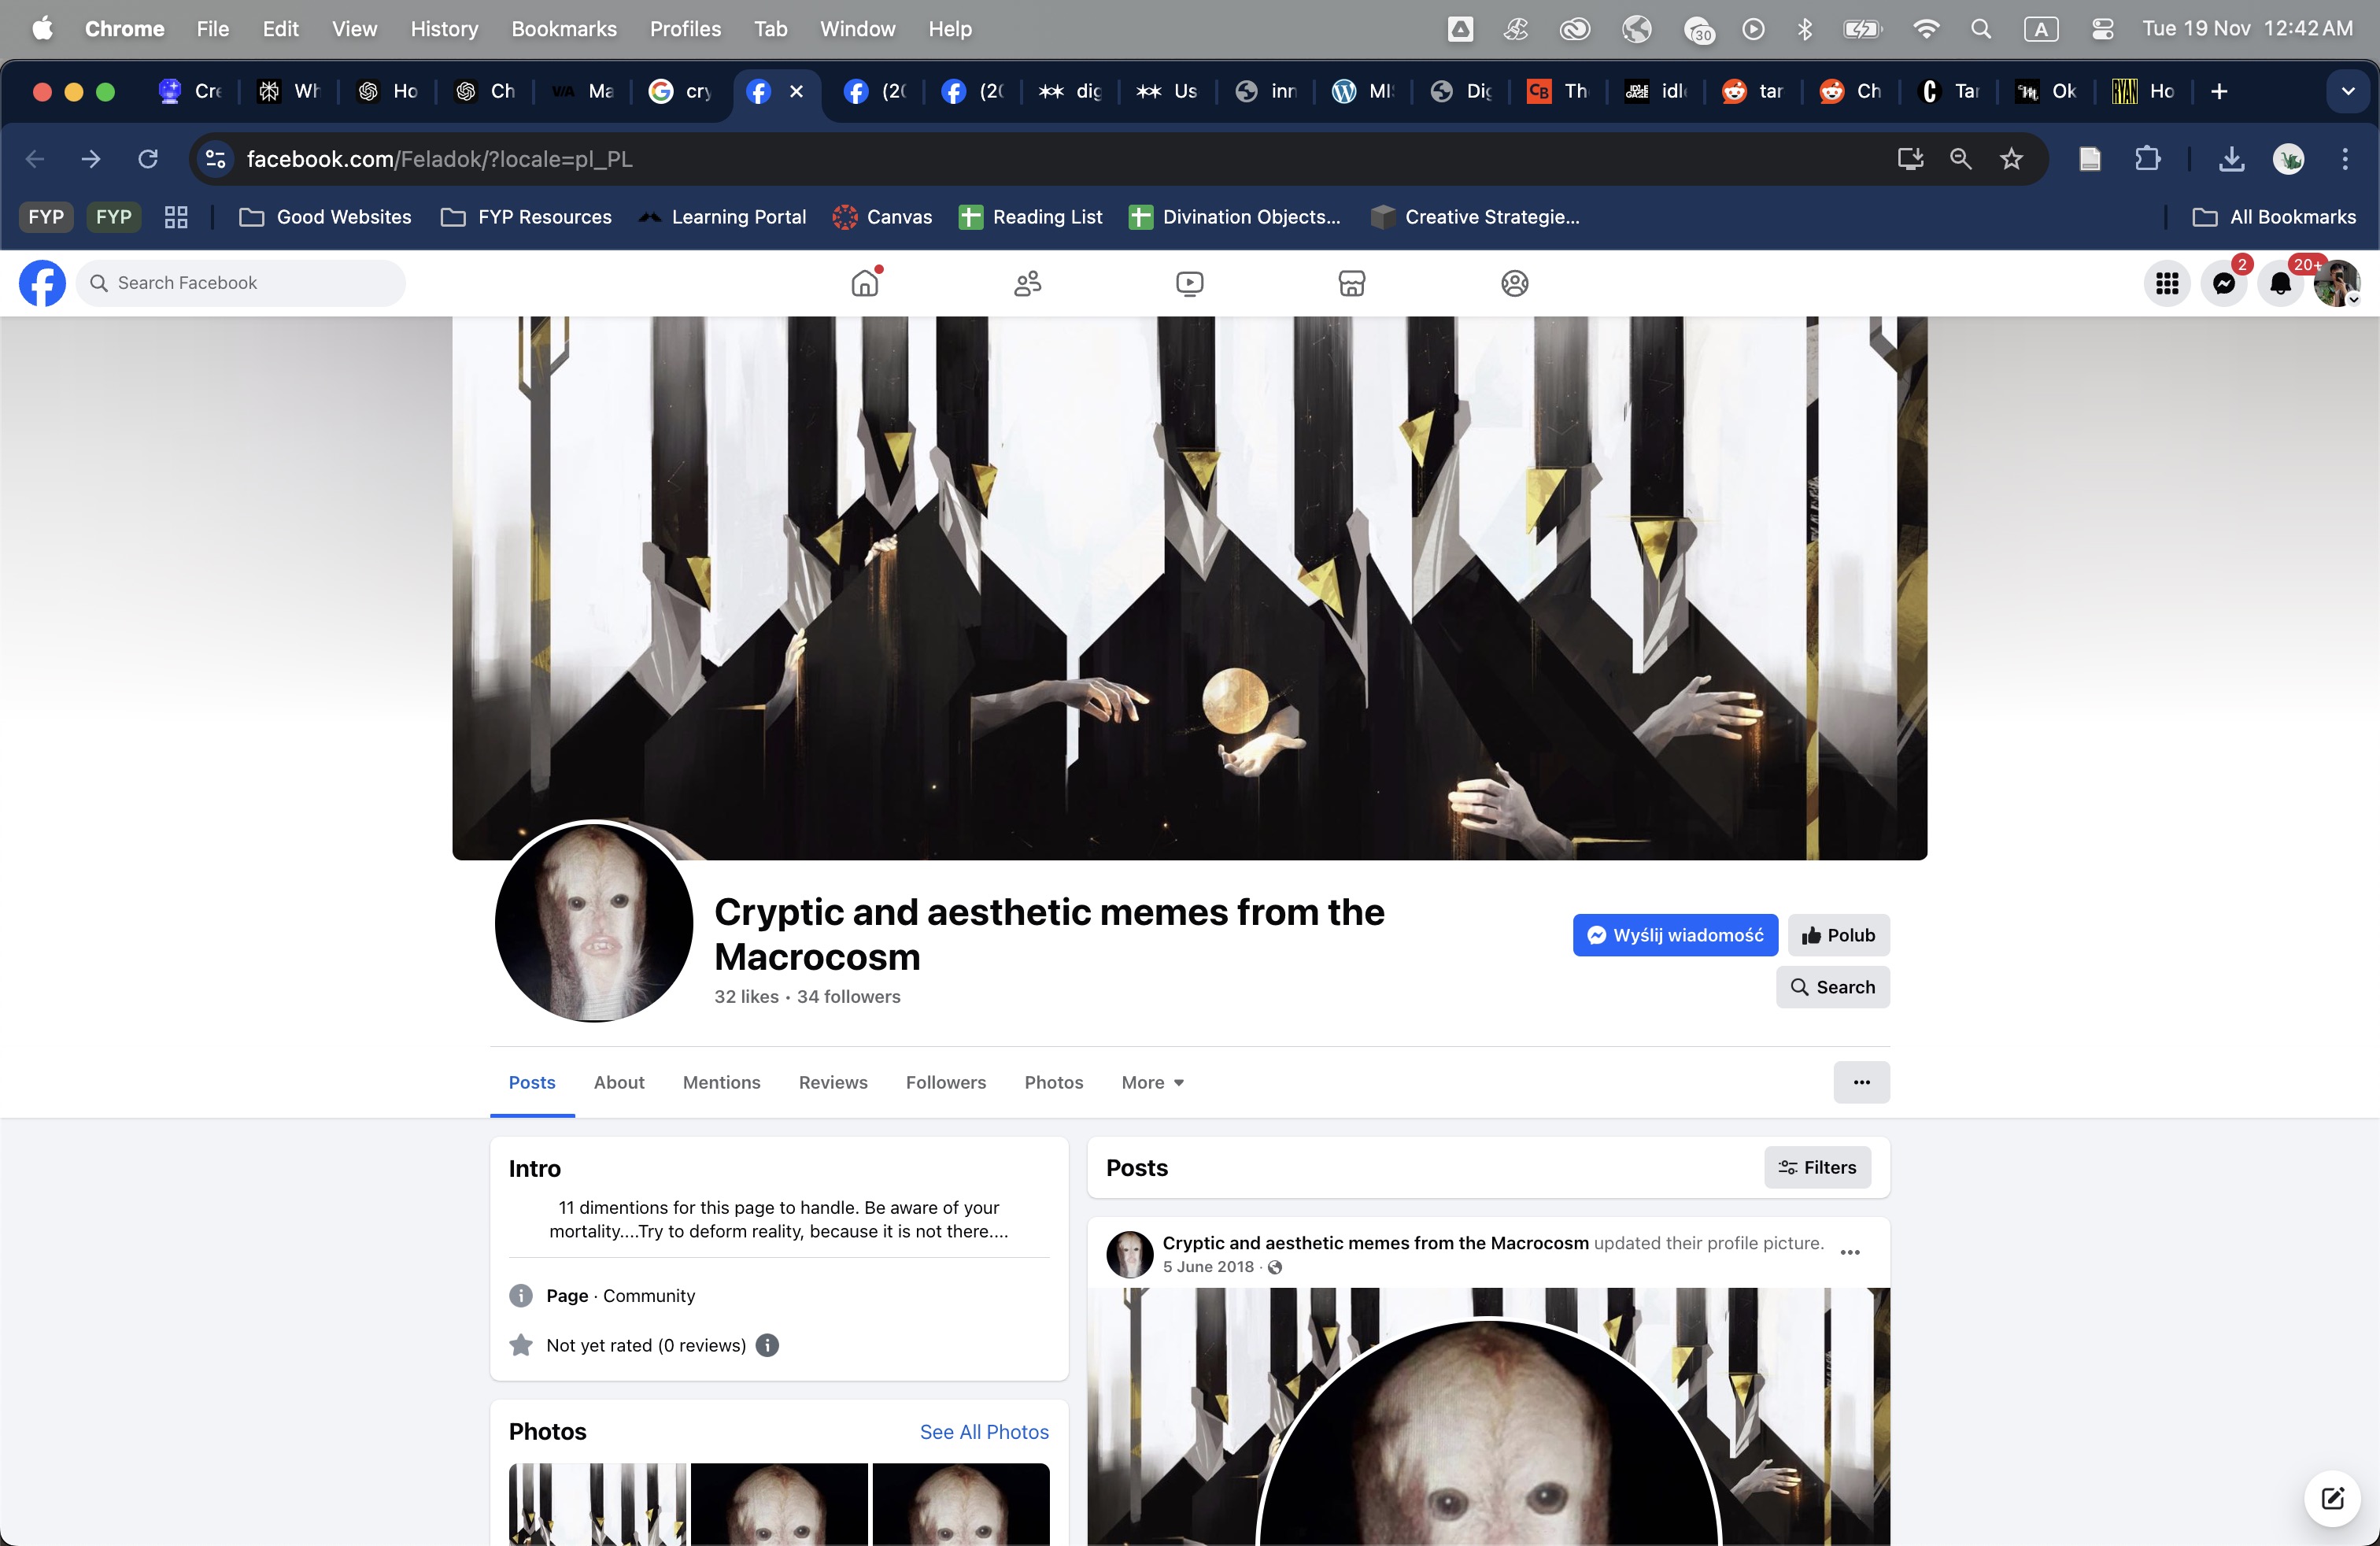 Chrome File Edit View History Bookmarks Profiles Tab Window Help 30 A Tue 19 Nov 12:42 AM
Cre Wh Ho Ch V/A Ma cry (20 (20 dig Us inn MI Dig CB Th idl tar Ch Tar Ok RYAN Ho
facebook.com/Feladok/?locale=pl_PL
FYP FYP Good Websites FYP Resources Learning Portal Canvas Reading List Divination Objects... Creative Strategie... All Bookmarks
Search Facebook 2 20+
Cryptic and aesthetic memes from the
Macrocosm
32 likes • 34 followers
Wyślij wiadomość Polub
Search
Posts About Mentions Reviews Followers Photos More
Intro
11 dimentions for this page to handle. Be aware of your
mortality....Try to deform reality, because it is not there....
Page · Community
Not yet rated (0 reviews)
Photos See All Photos
Posts Filters
Cryptic and aesthetic memes from the Macrocosm updated their profile picture.
5 June 2018 ·